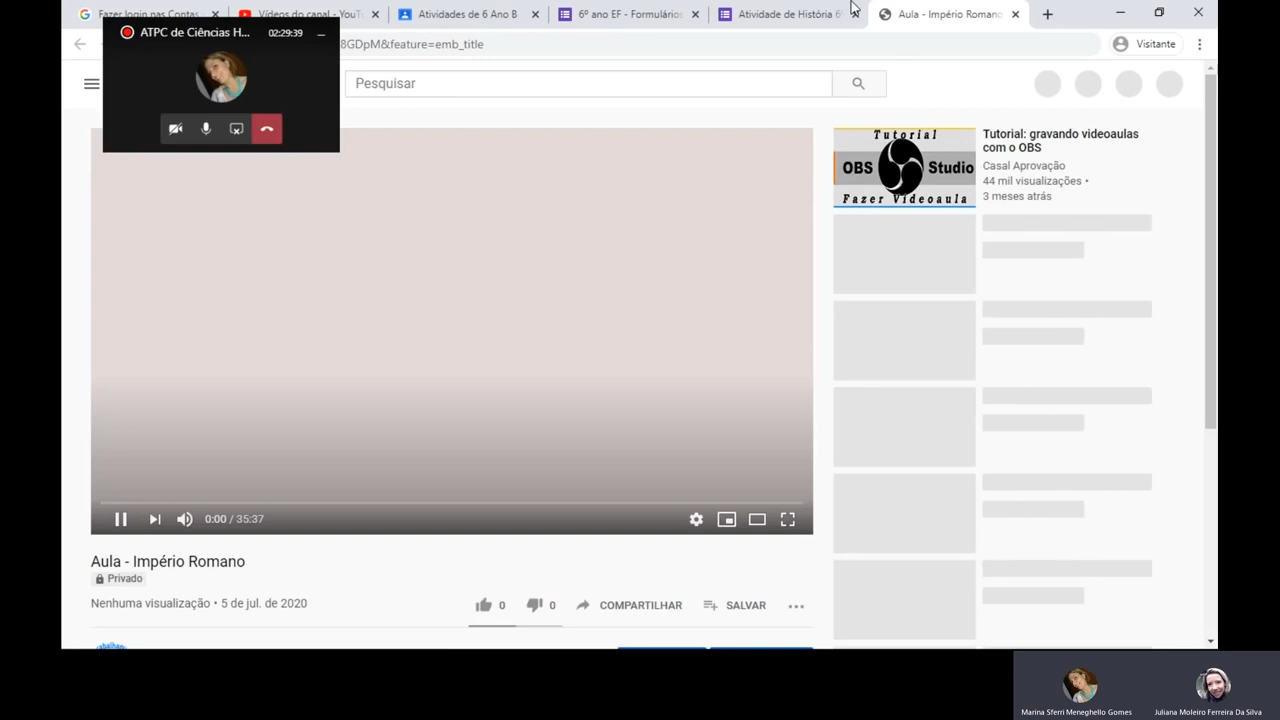 Fazer login nas Contas
Vídeos do canal - YouT
Atividades de 6 Ano B
6º ano EF - Formulários
Atividade de História
Aula - Império Romano
ATPC de Ciências H... 02:29:39
8GDpM&feature=emb_title
Visitante
Pesquisar
Tutorial
OBS Studio
Fazer Videoaula
Tutorial: gravando videoaulas
com o OBS
Casal Aprovação
44 mil visualizações •
3 meses atrás
0:00 / 35:37
Aula - Império Romano
Privado
Nenhuma visualização • 5 de jul. de 2020
0
0
COMPARTILHAR
SALVAR
Marina Sferri Meneghello Gomes
Juliana Moleiro Ferreira Da Silva